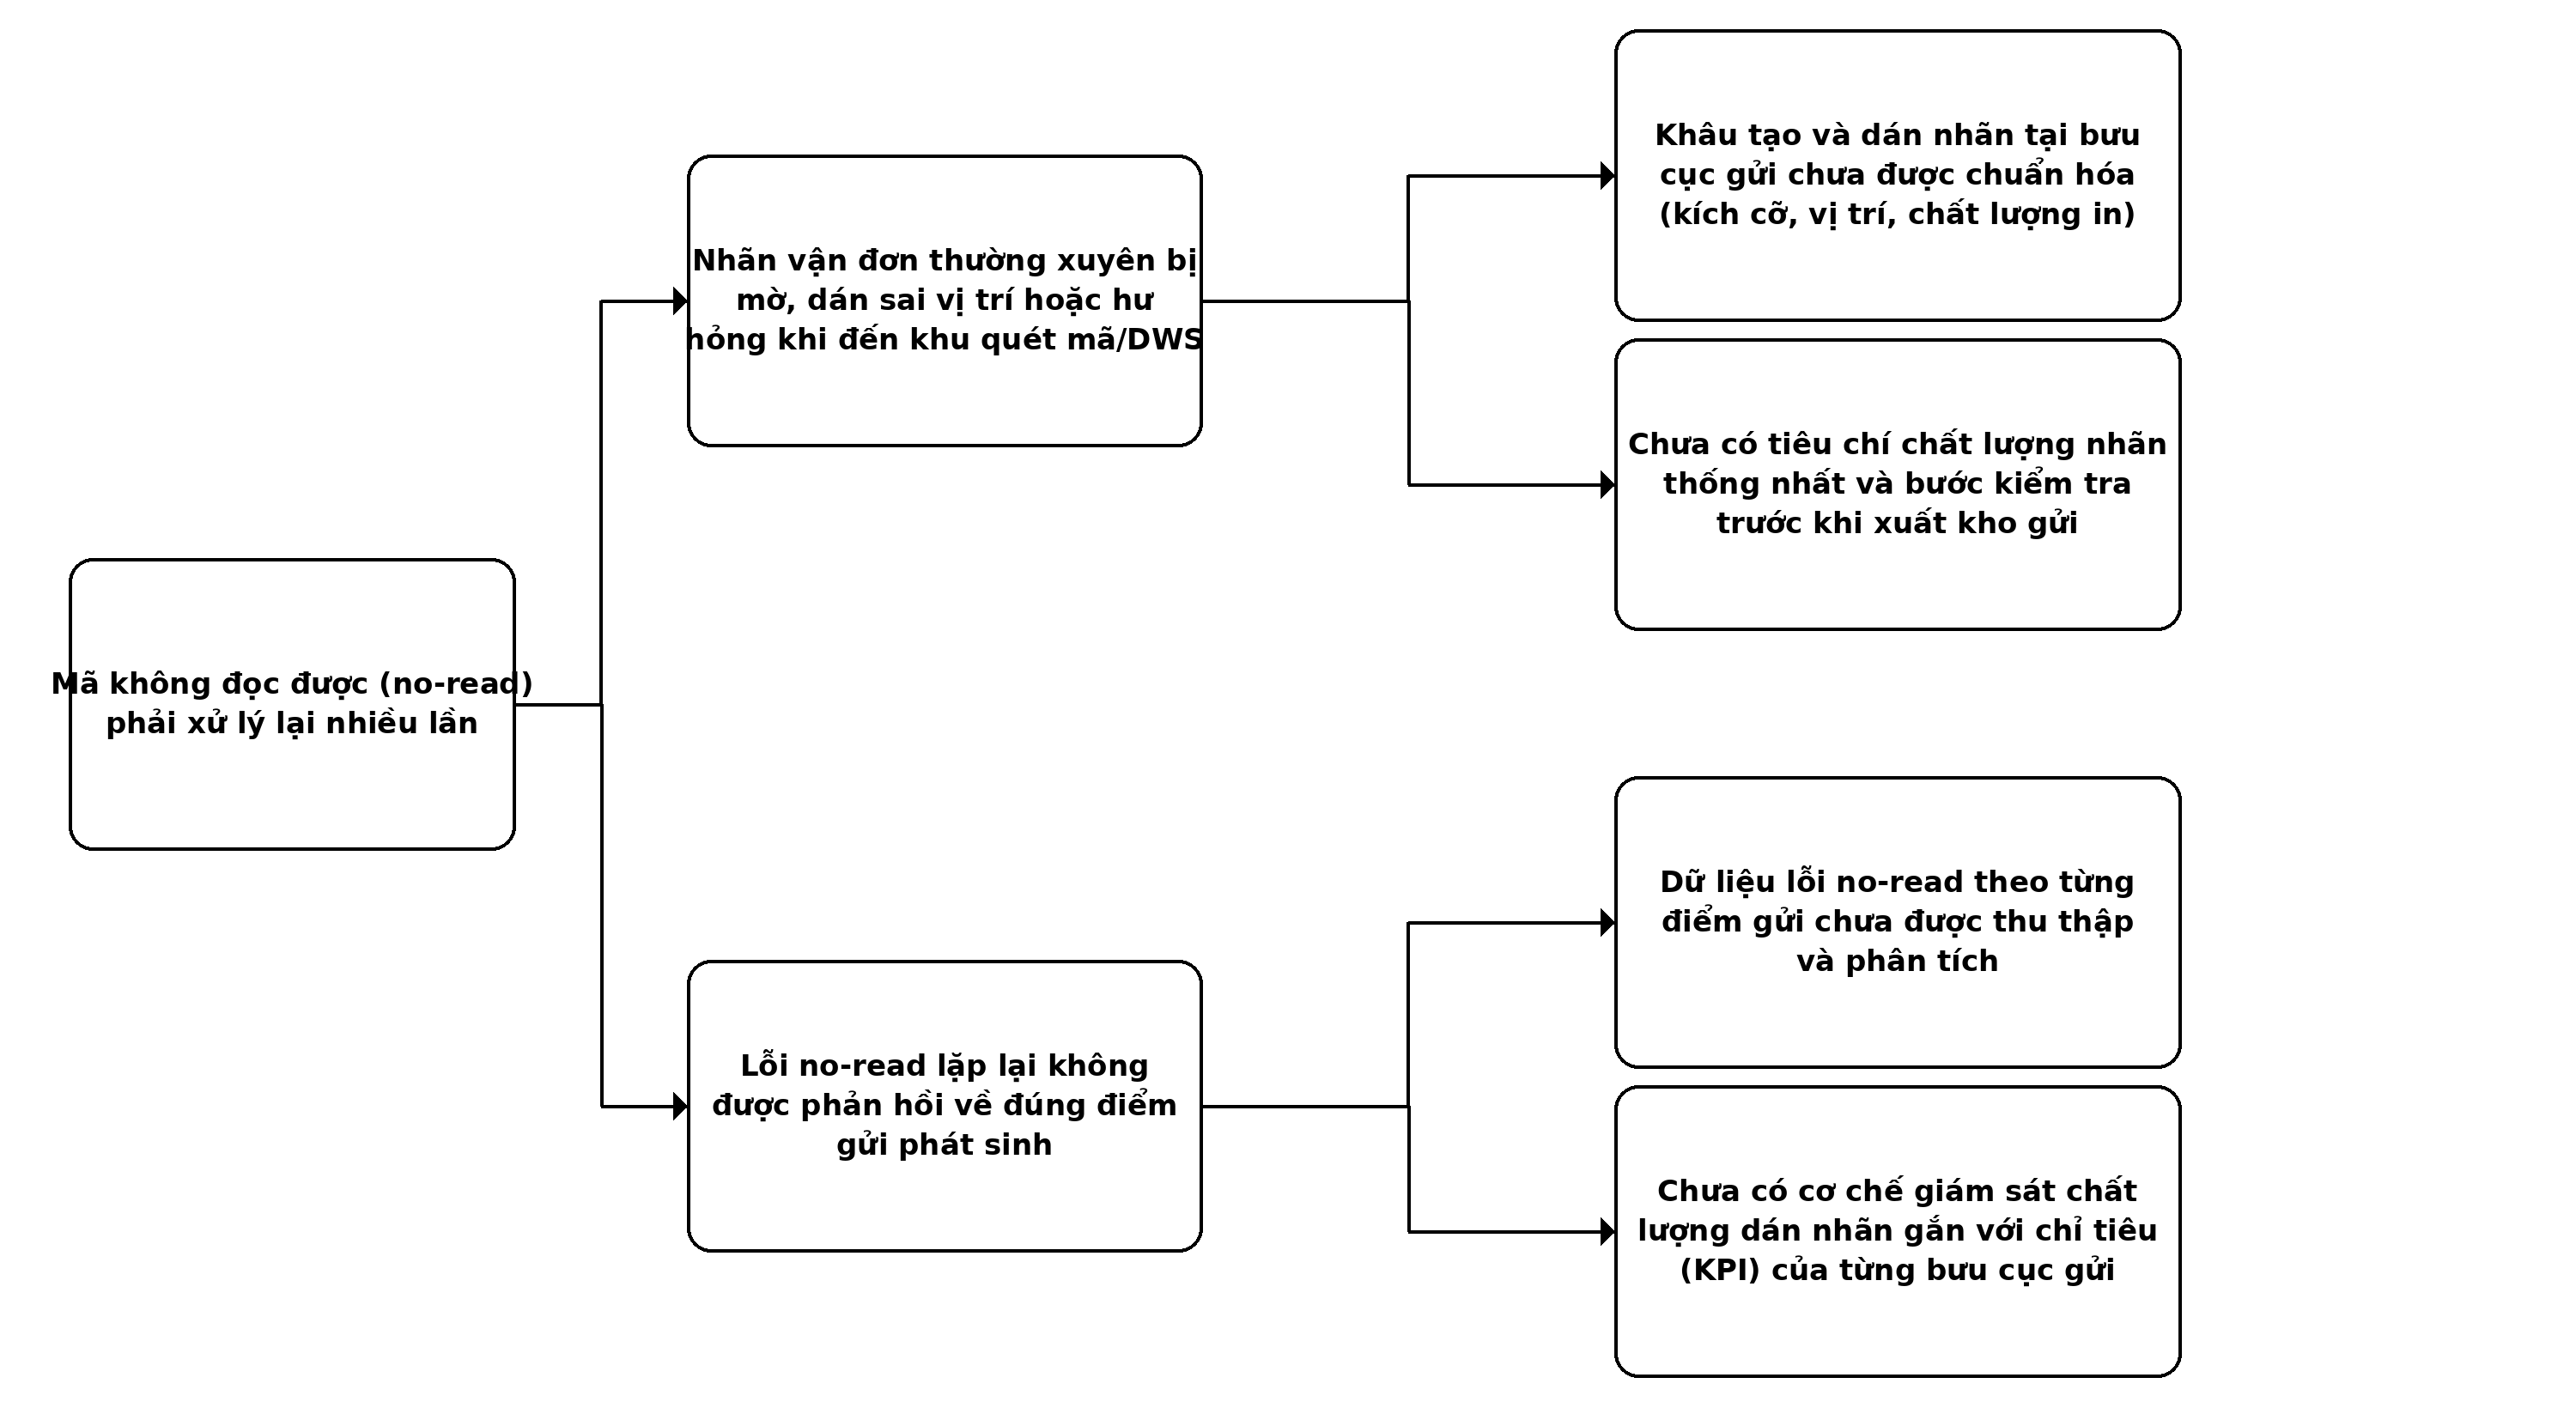 Mã không đọc được (no-read)
phải xử lý lại nhiều lần
Nhãn vận đơn thường xuyên bị
mờ, dán sai vị trí hoặc hư
hỏng khi đến khu quét mã/DWS
Khâu tạo và dán nhãn tại bưu
cục gửi chưa được chuẩn hóa
(kích cỡ, vị trí, chất lượng in)
Chưa có tiêu chí chất lượng nhãn
thống nhất và bước kiểm tra
trước khi xuất kho gửi
Lỗi no-read lặp lại không
được phản hồi về đúng điểm
gửi phát sinh
Dữ liệu lỗi no-read theo từng
điểm gửi chưa được thu thập
và phân tích
Chưa có cơ chế giám sát chất
lượng dán nhãn gắn với chỉ tiêu
(KPI) của từng bưu cục gửi